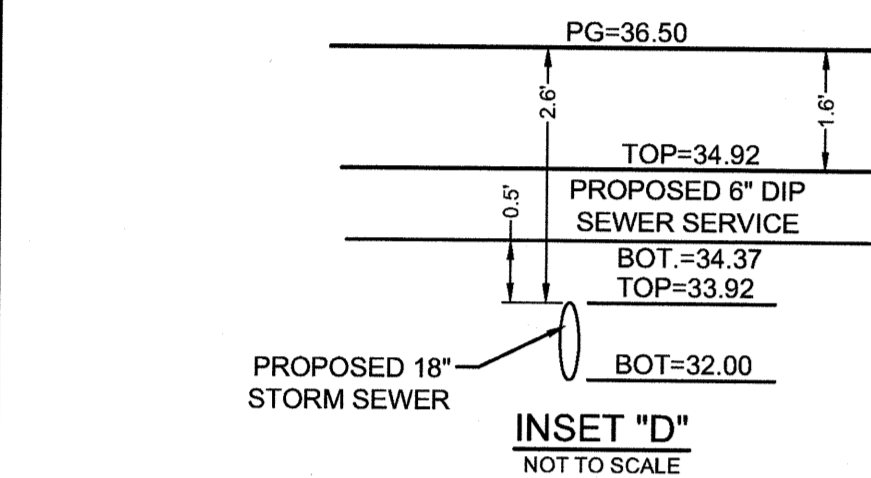 PG=36.50
2.6'
1.6'
TOP=34.92
PROPOSED 6" DIP
SEWER SERVICE
0.5'
BOT.=34.37
TOP=33.92
PROPOSED 18"
STORM SEWER
BOT=32.00
INSET "D"
NOT TO SCALE